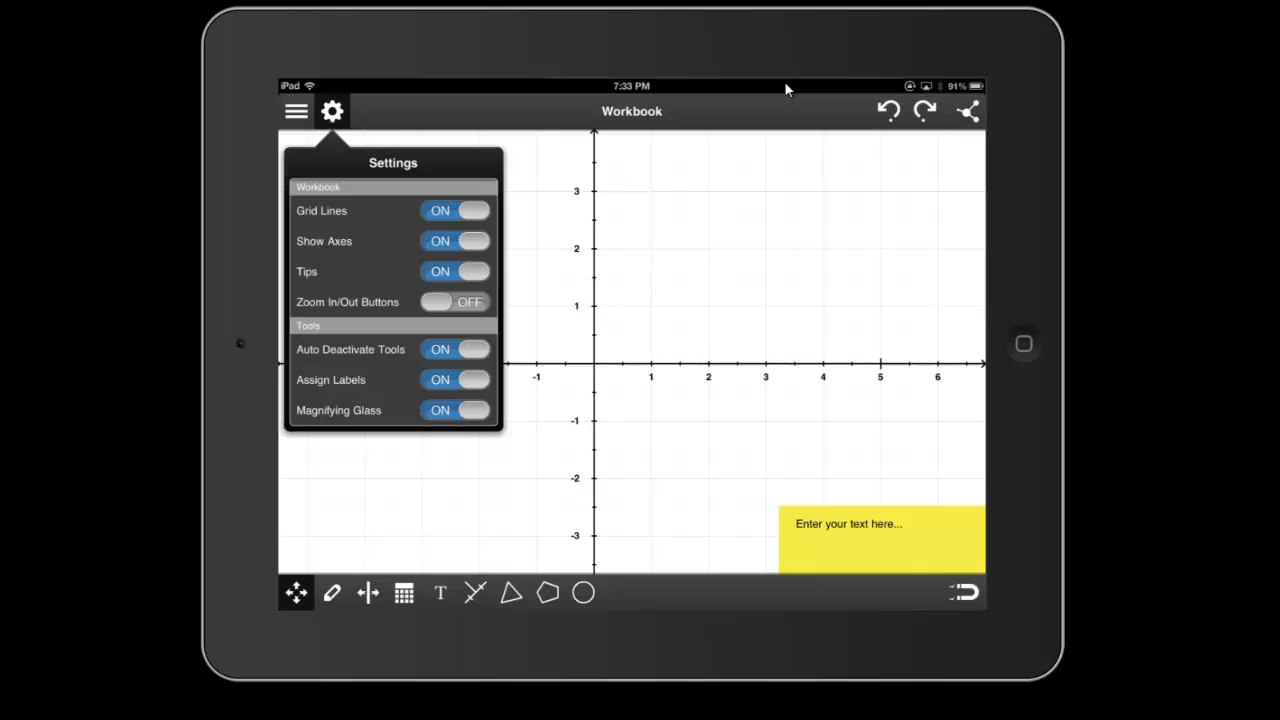 iPad
7:33 PM
91%
Workbook
Settings
Workbook
Grid Lines ON
Show Axes ON
Tips ON
Zoom In/Out Buttons OFF
Tools
Auto Deactivate Tools ON
Assign Labels ON
Magnifying Glass ON
3
2
1
-1 1 2 3 4 5 6
-1
-2
-3
Enter your text here...
T